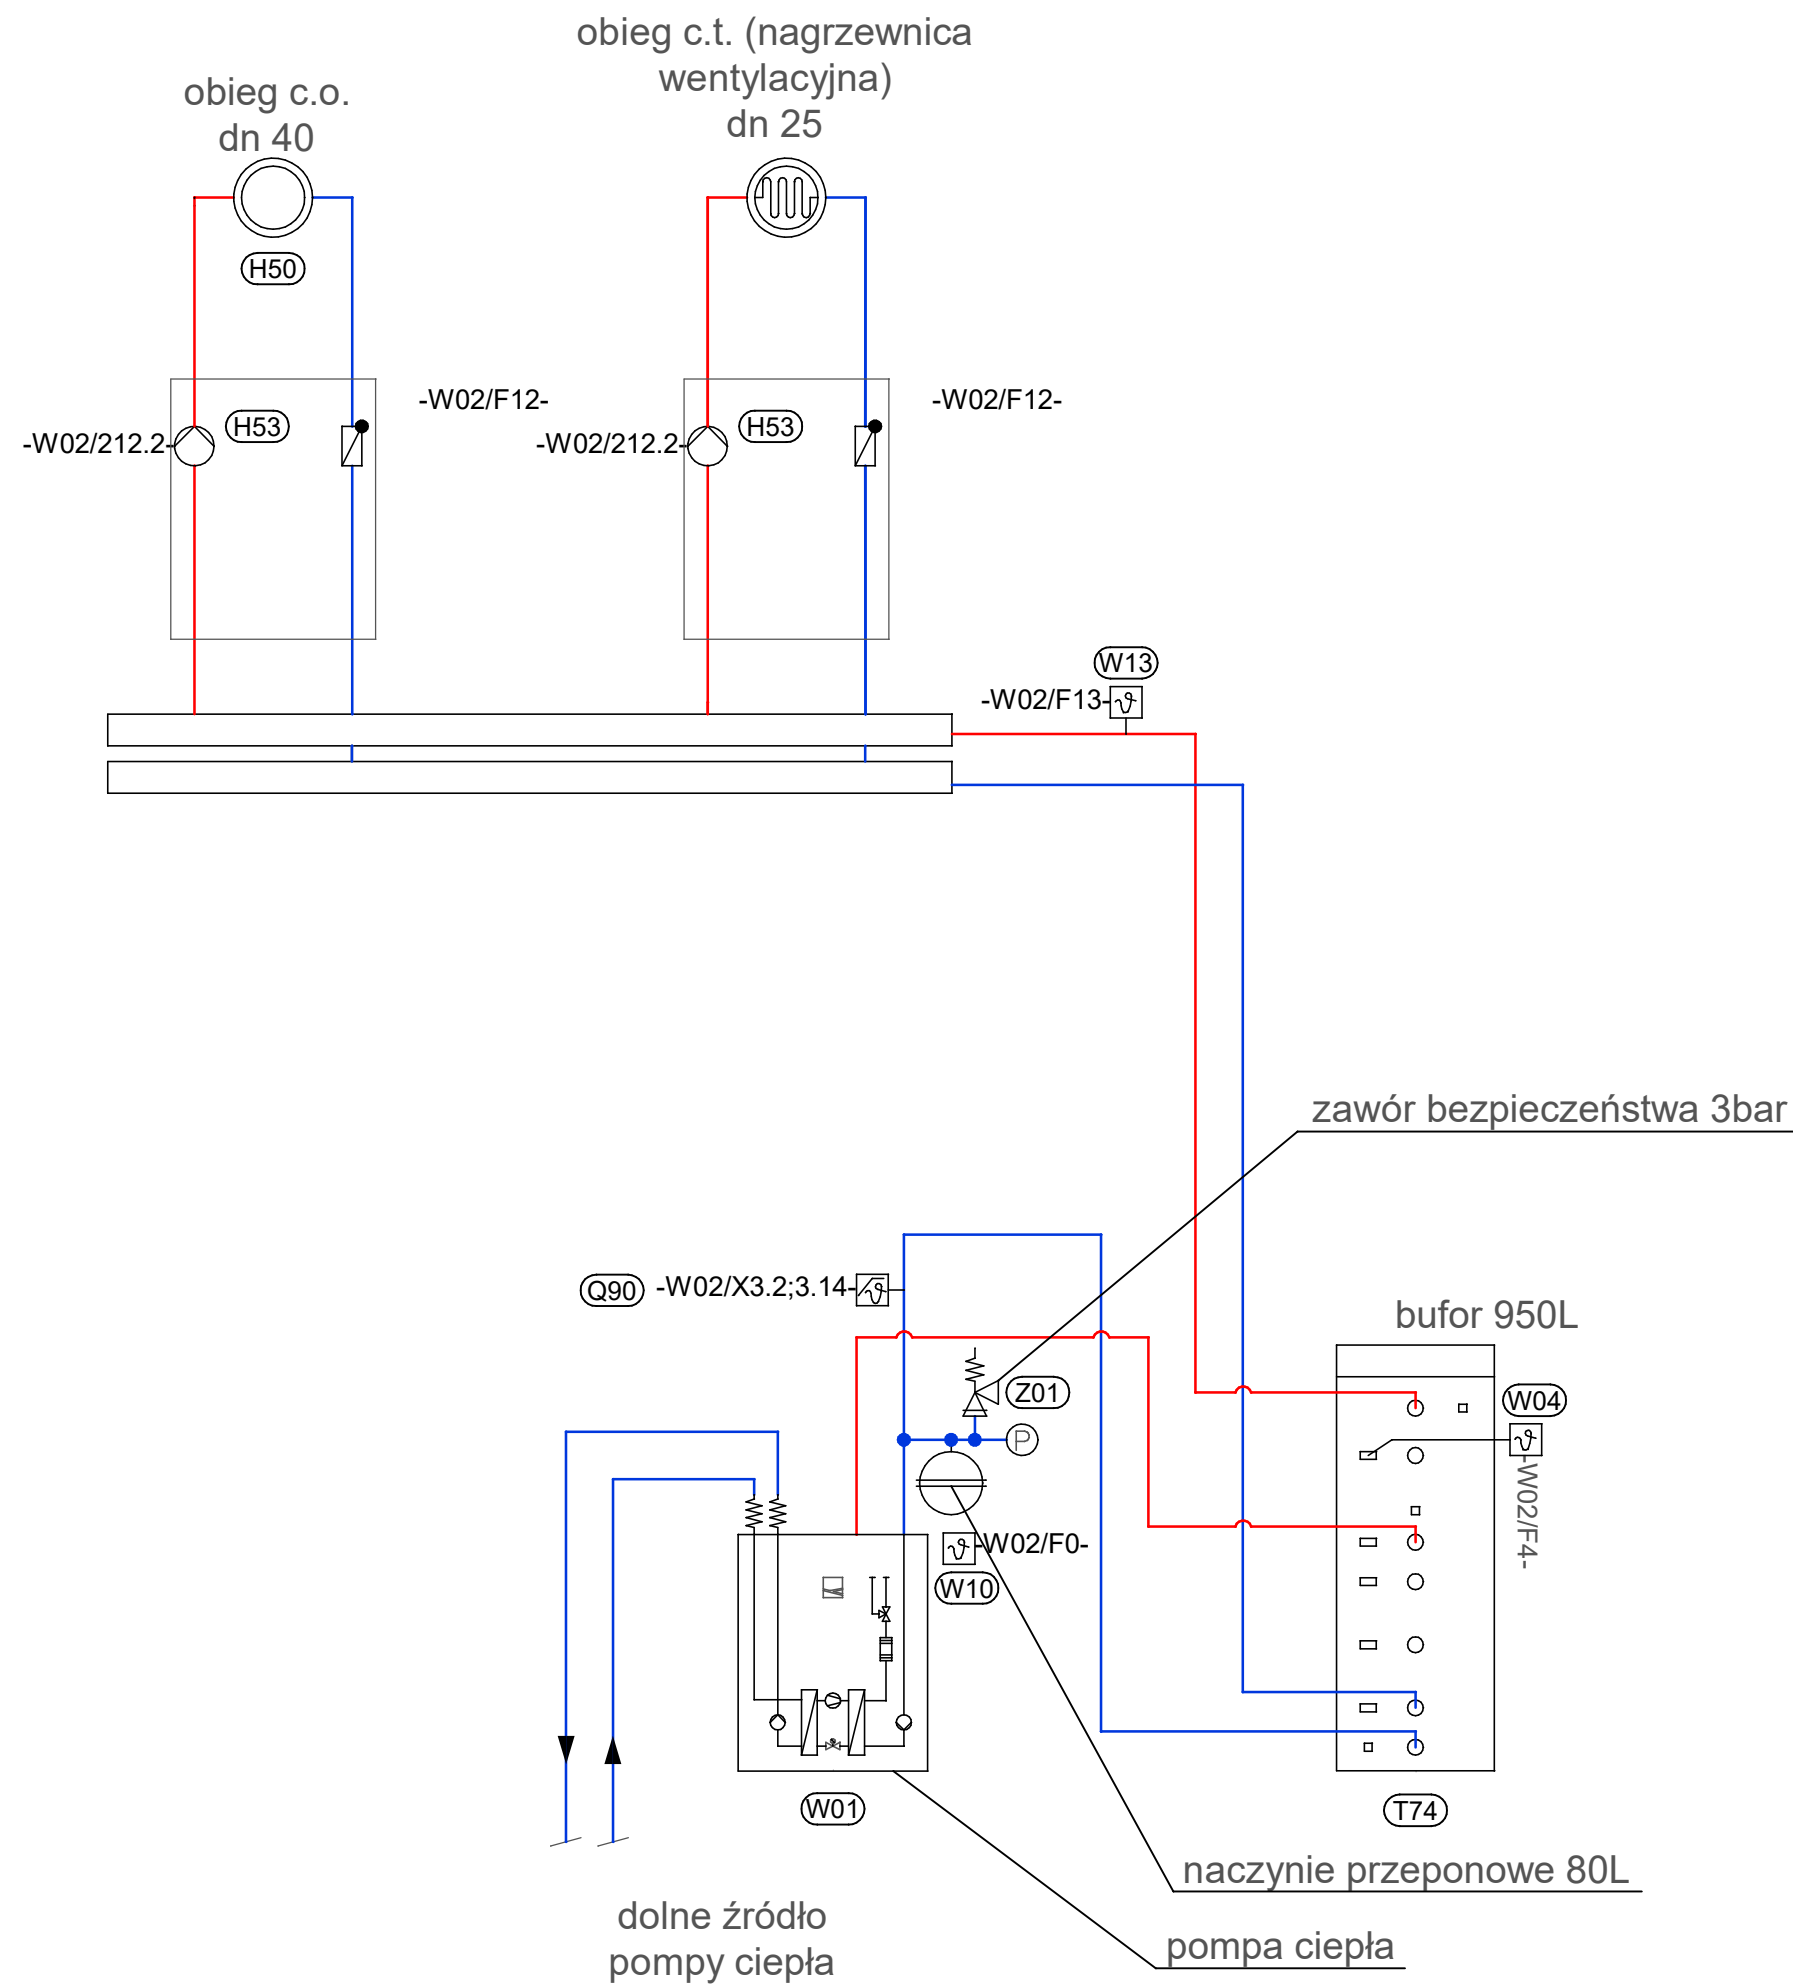 obieg c.t. (nagrzewnica
wentylacyjna)
dn 25
obieg c.o.
dn 40
H50
-W02/F12-
-W02/F12-
H53
H53
-W02/212.2-
-W02/212.2-
W13
-W02/F13-
zawór bezpieczeństwa 3bar
Q90
-W02/X3.2;3.14-
bufor 950L
Z01
W04
P
-W02/F4-
-W02/F0-
W10
W01
T74
naczynie przeponowe 80L
dolne źródło
pompy ciepła
pompa ciepła